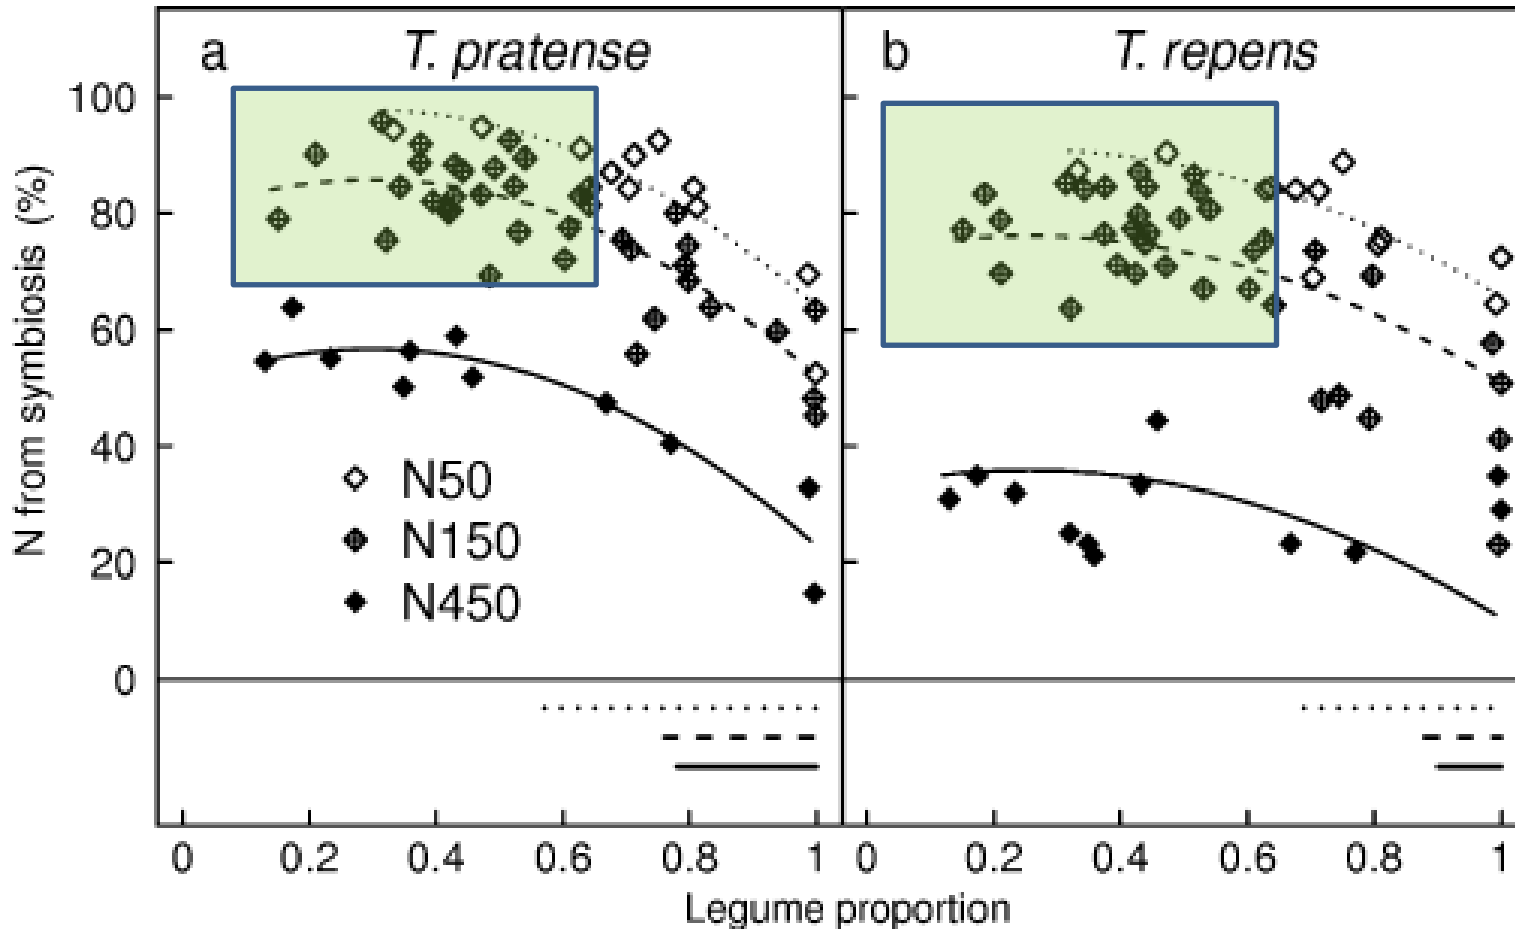 a T. pratense
b T. repens
100
80
60
40
20
0
N from symbiosis (%)
N50
N150
N450
0 0.2 0.4 0.6 0.8 1
0 0.2 0.4 0.6 0.8 1
Legume proportion